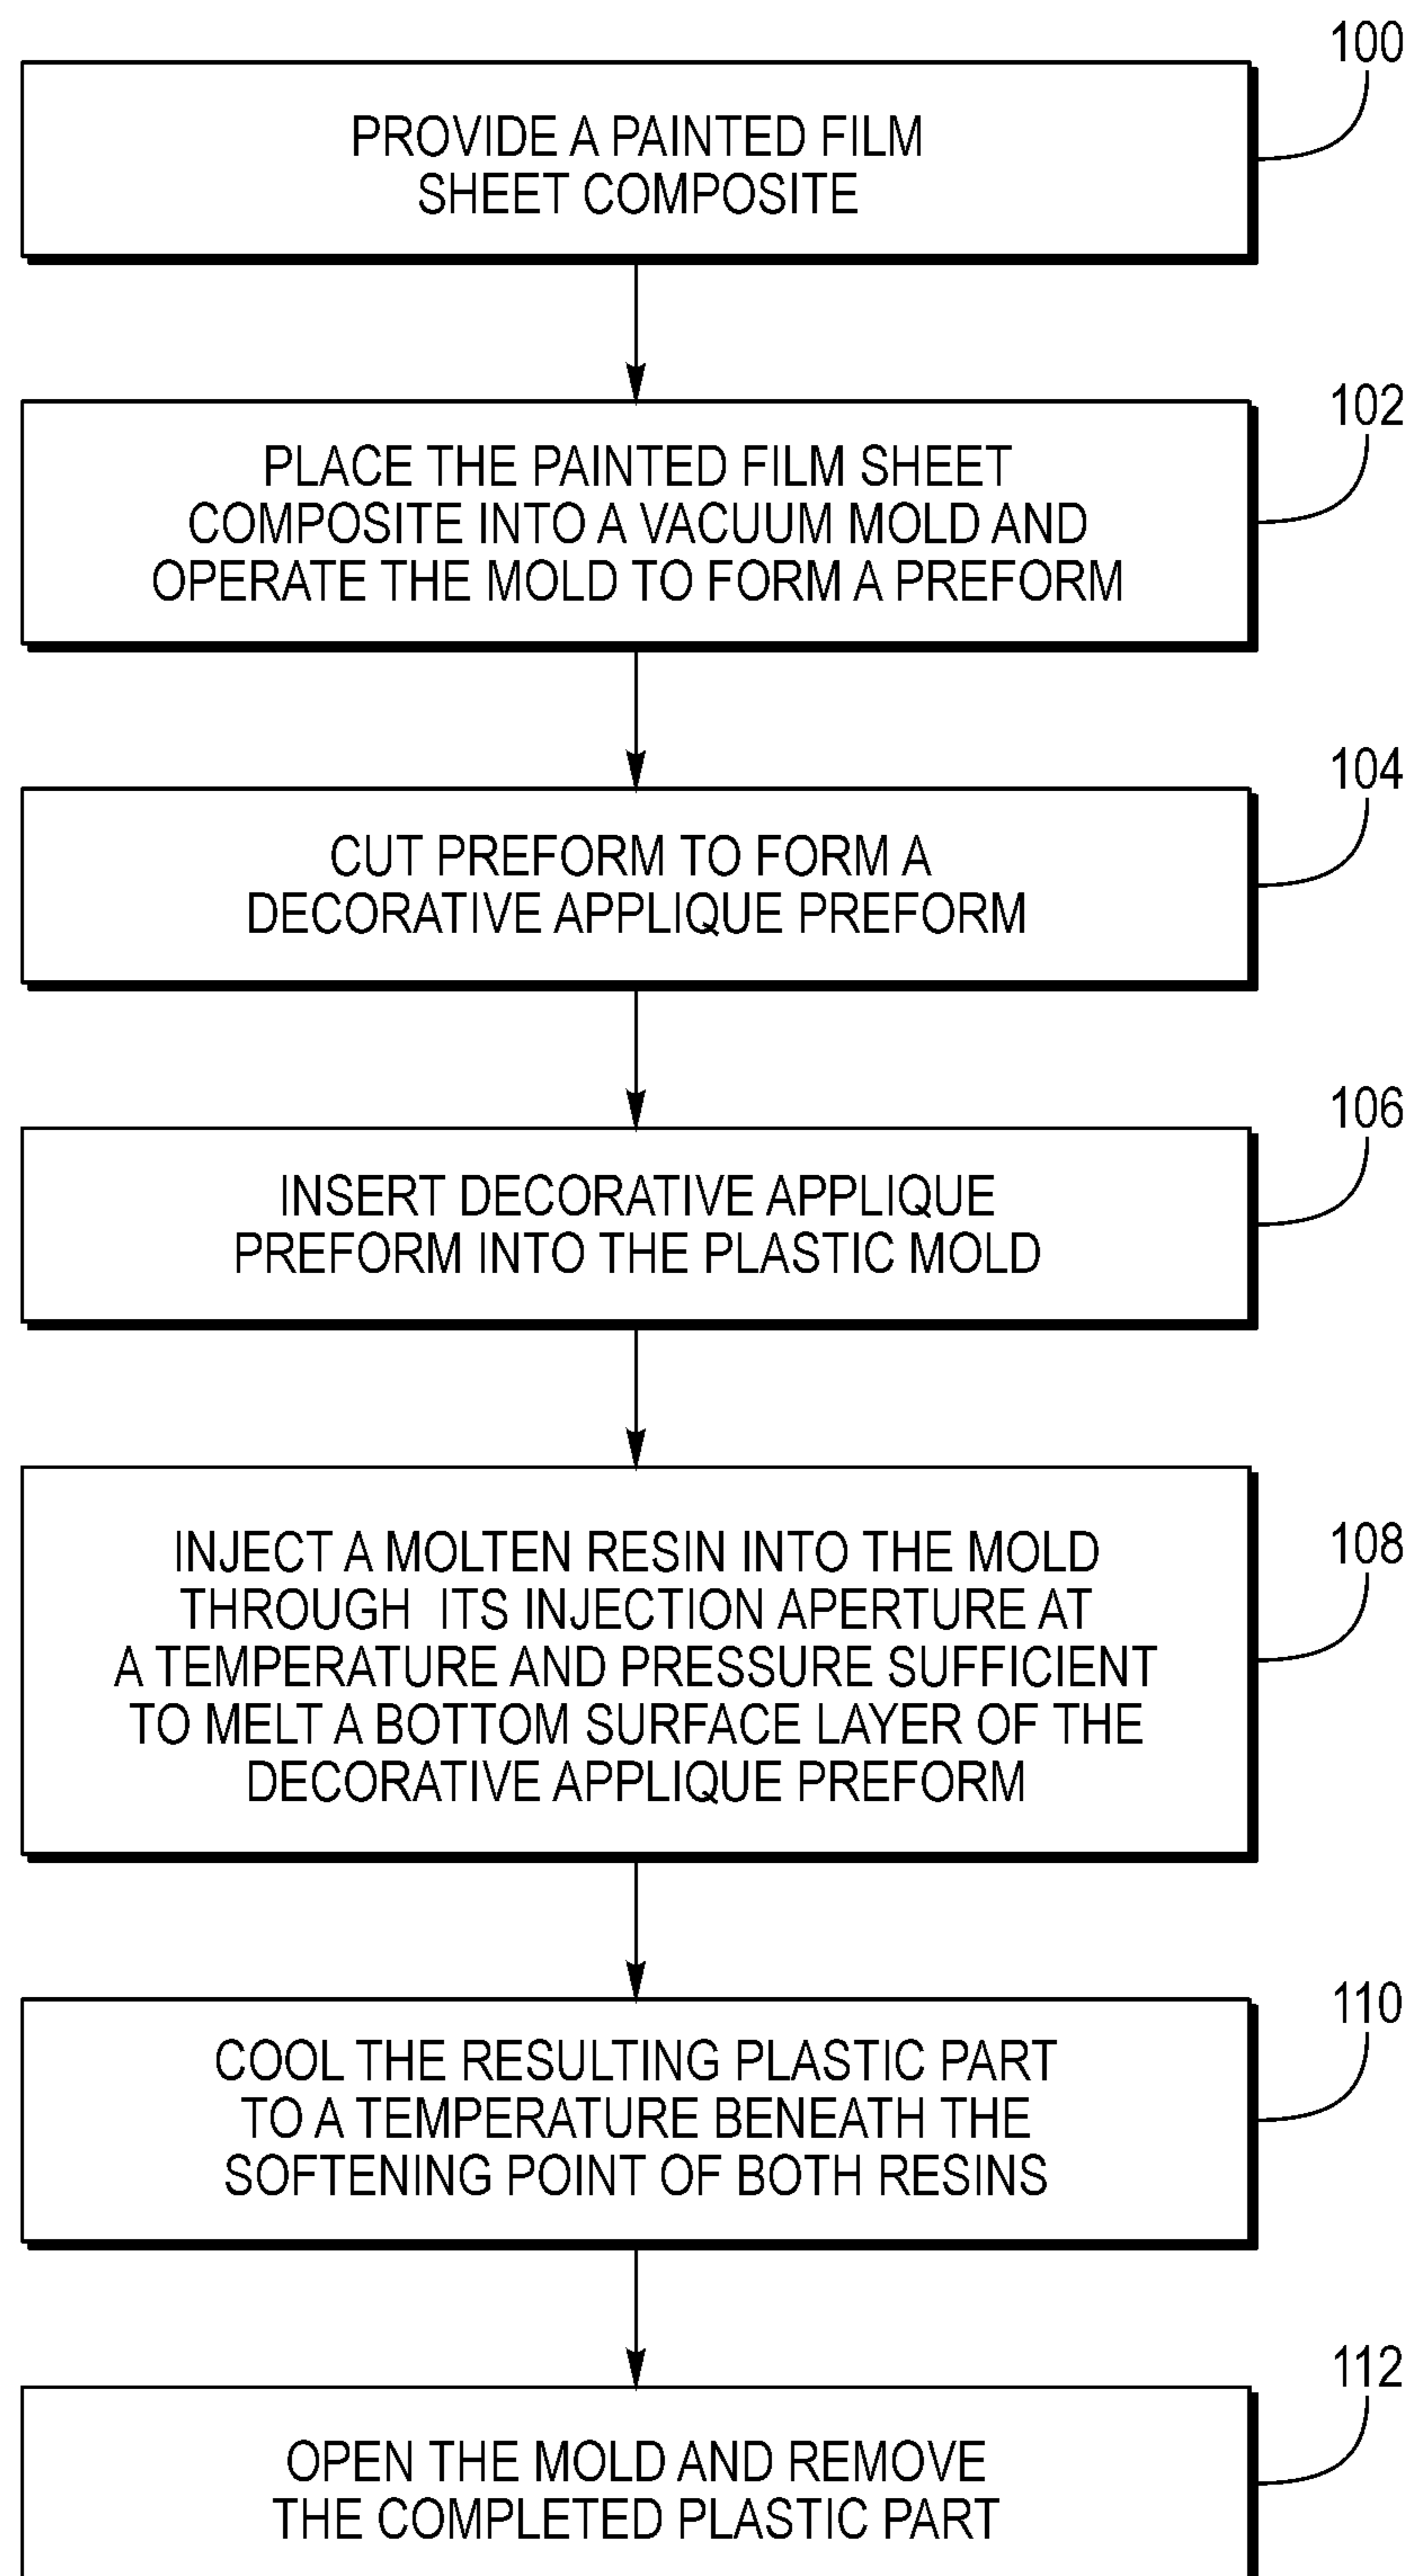 100
PROVIDE A PAINTED FILM
SHEET COMPOSITE
102
PLACE THE PAINTED FILM SHEET
COMPOSITE INTO A VACUUM MOLD AND
OPERATE THE MOLD TO FORM A PREFORM
104
CUT PREFORM TO FORM A
DECORATIVE APPLIQUE PREFORM
106
INSERT DECORATIVE APPLIQUE
PREFORM INTO THE PLASTIC MOLD
108
INJECT A MOLTEN RESIN INTO THE MOLD
THROUGH ITS INJECTION APERTURE AT
A TEMPERATURE AND PRESSURE SUFFICIENT
TO MELT A BOTTOM SURFACE LAYER OF THE
DECORATIVE APPLIQUE PREFORM
110
COOL THE RESULTING PLASTIC PART
TO A TEMPERATURE BENEATH THE
SOFTENING POINT OF BOTH RESINS
112
OPEN THE MOLD AND REMOVE
THE COMPLETED PLASTIC PART